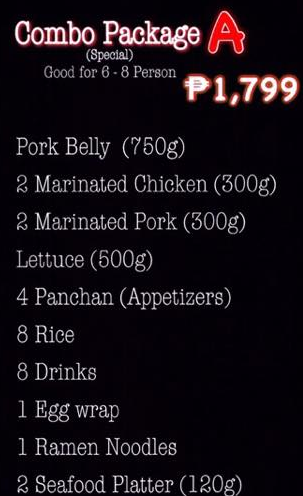 Combo Package A
(Special)
Good for 6 - 8 Person
₱1,799
Pork Belly (750g)
2 Marinated Chicken (300g)
2 Marinated Pork (300g)
Lettuce (500g)
4 Panchan (Appetizers)
8 Rice
8 Drinks
1 Egg wrap
1 Ramen Noodles
2 Seafood Platter (120g)